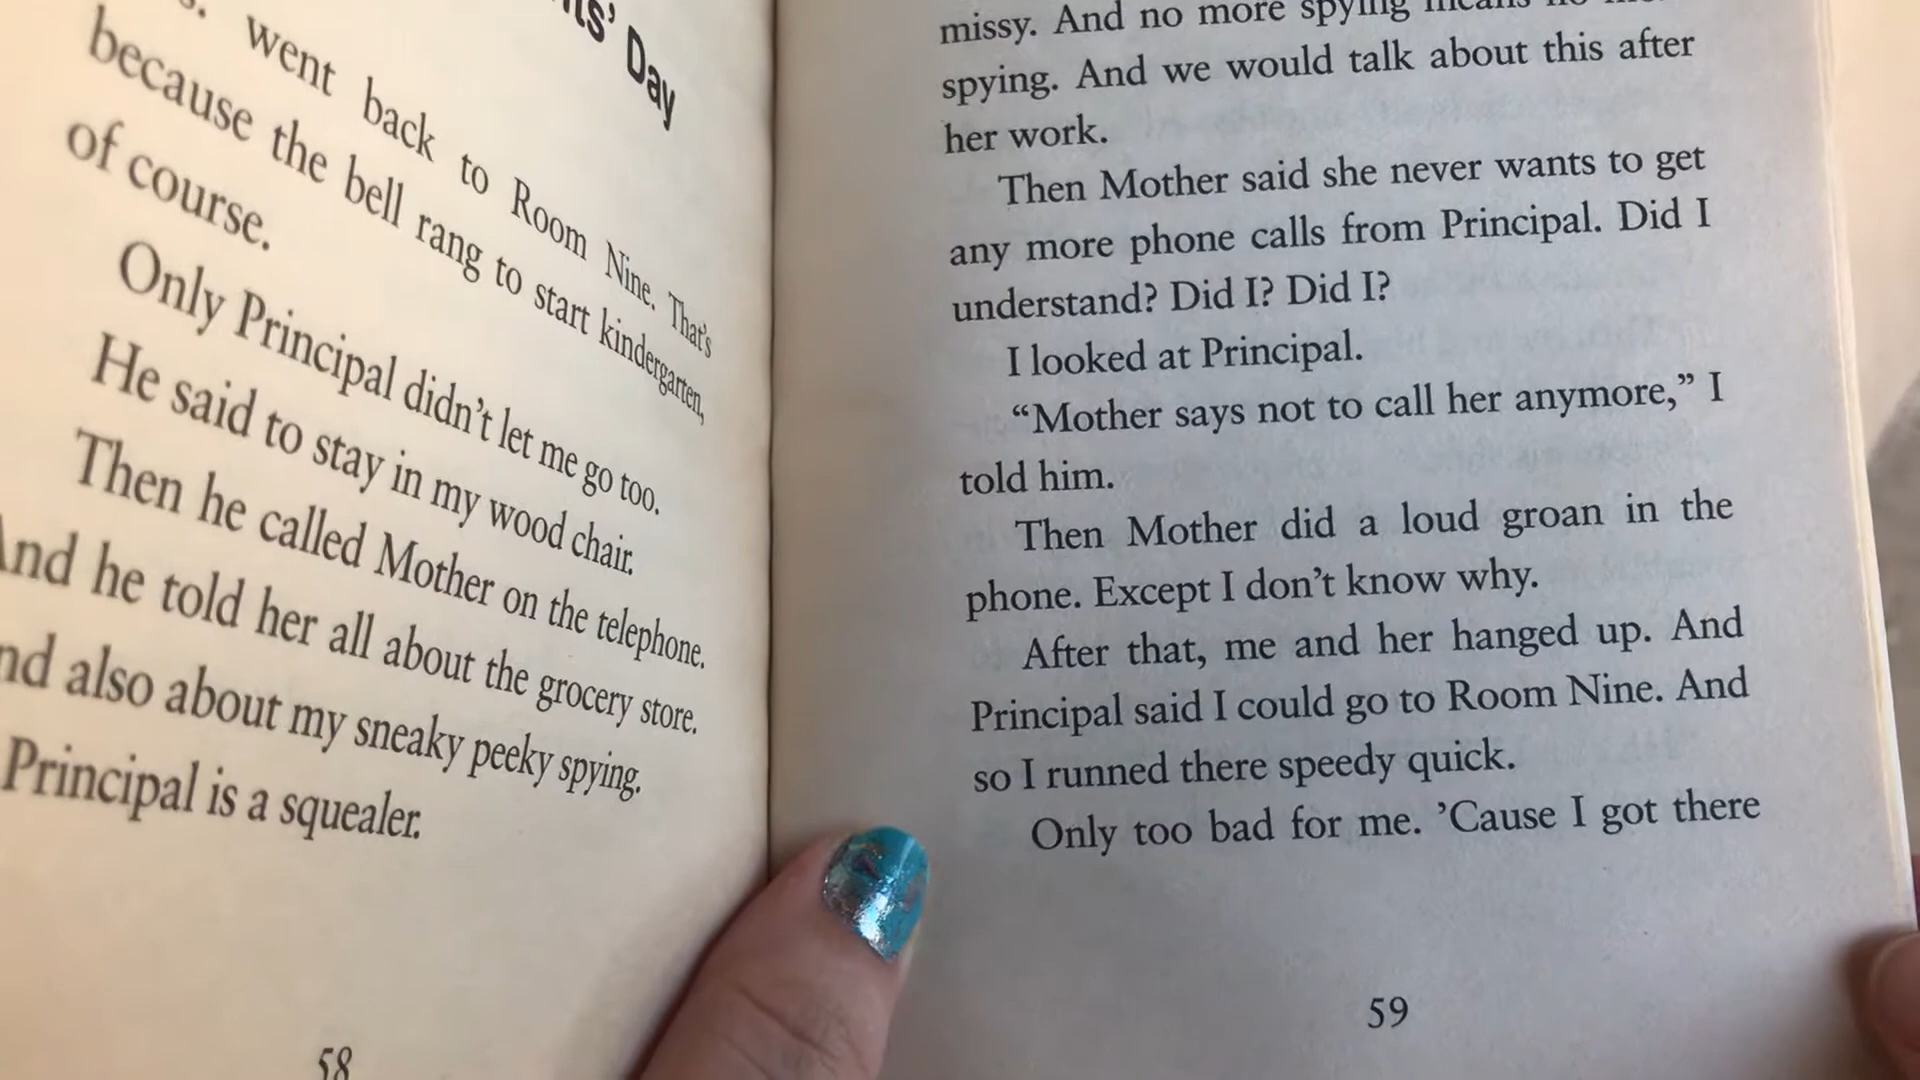 Day
went back to Room Nine. That's
because the bell rang to start kindergarten,
of course.
Only Principal didn't let me go too.
He said to stay in my wood chair.
Then he called Mother on the telephone.
And he told her all about the grocery store.
And also about my sneaky peeky spying.
Principal is a squealer.
58
missy. And no more spying means no
spying. And we would talk about this after
her work.
Then Mother said she never wants to get
any more phone calls from Principal. Did I
understand? Did I? Did I?
I looked at Principal.
“Mother says not to call her anymore,” I
told him.
Then Mother did a loud groan in the
phone. Except I don’t know why.
After that, me and her hanged up. And
Principal said I could go to Room Nine. And
so I runned there speedy quick.
Only too bad for me. ’Cause I got there
59